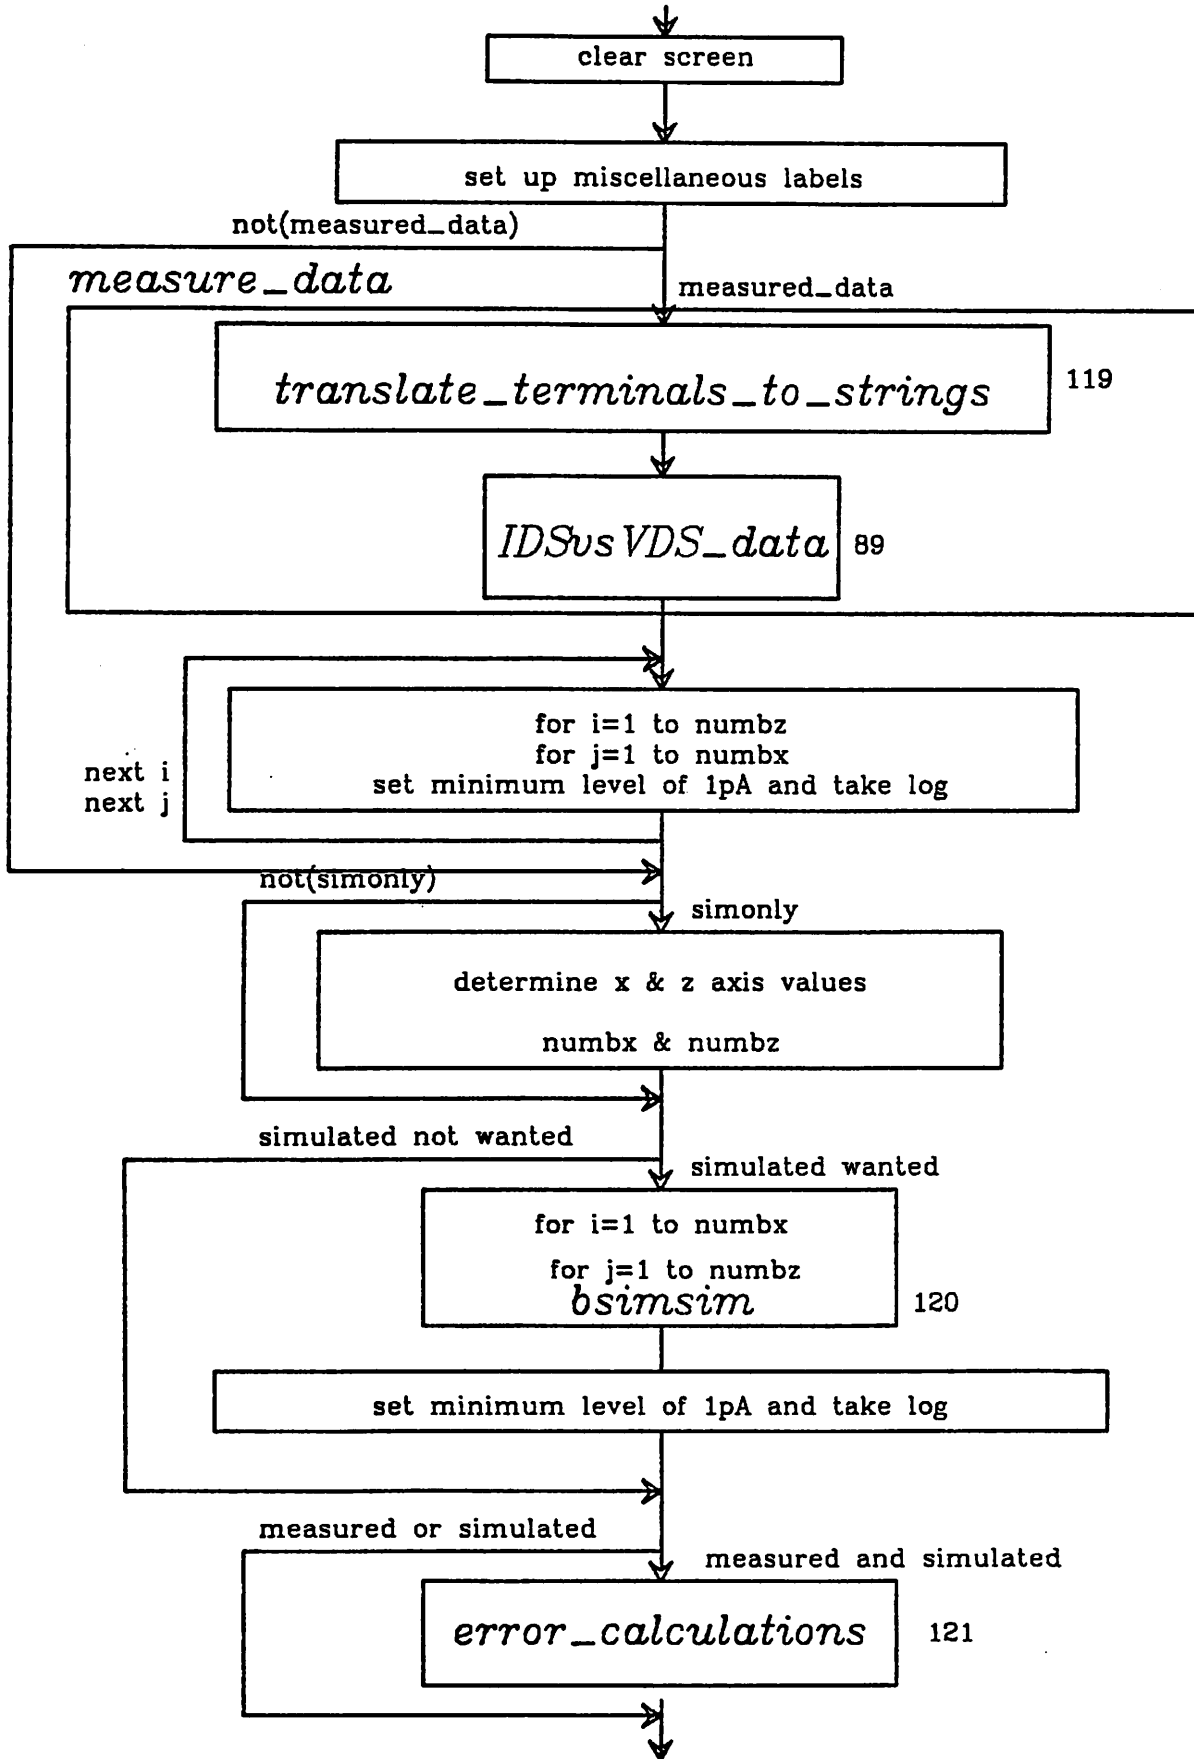 clear screen
set up miscellaneous labels
not(measured_data)
measure_data
measured_data
translate_terminals_to_strings
119
IDSvsVDS_data
89
for i=1 to numbz
for j=1 to numbx
set minimum level of 1pA and take log
next i
next j
not(simonly)
simonly
determine x & z axis values
numbx & numbz
simulated not wanted
simulated wanted
for i=1 to numbx
for j=1 to numbz
bsimsim
120
set minimum level of 1pA and take log
measured or simulated
measured and simulated
error_calculations
121